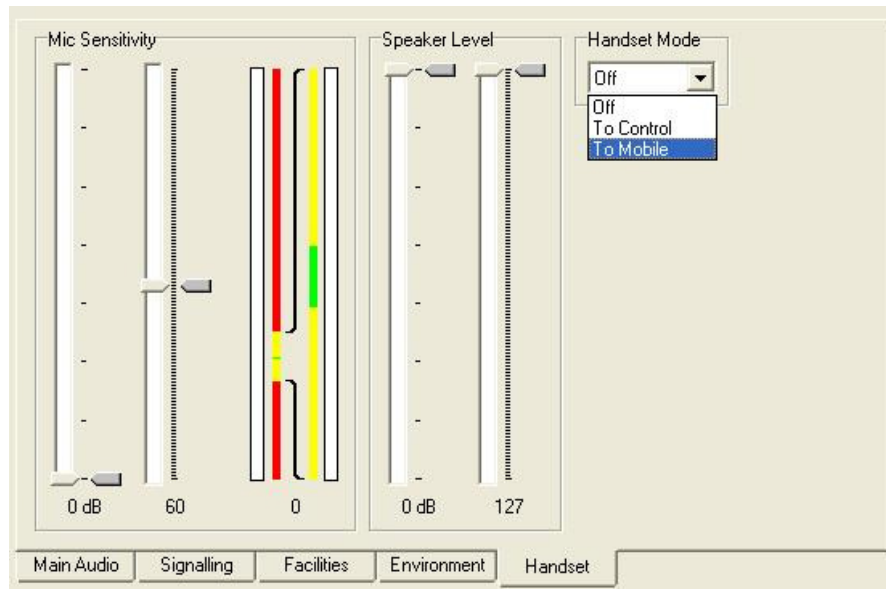 Mic Sensitivity
Speaker Level
Handset Mode
Off
Off
To Control
To Mobile
0 dB
60
0
0 dB
127
Main Audio
Signalling
Facilities
Environment
Handset